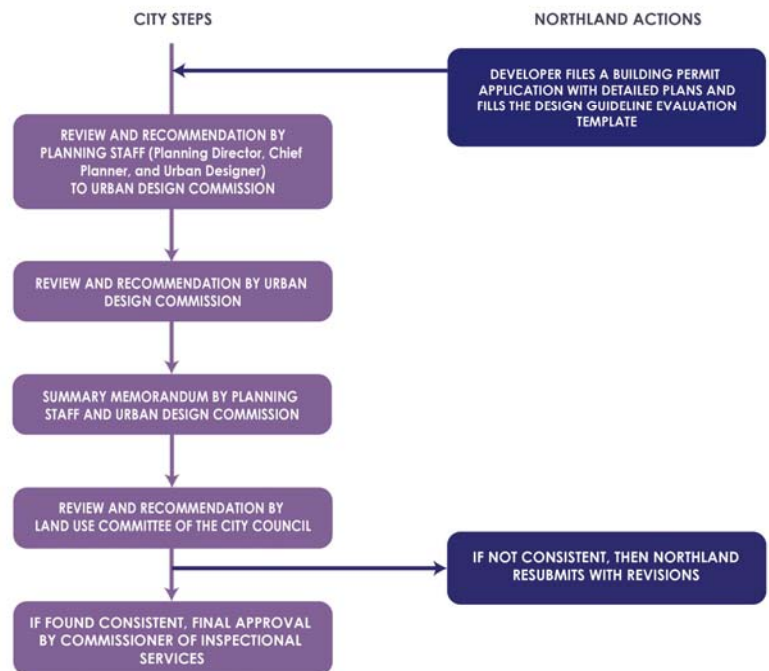 CITY STEPS
NORTHLAND ACTIONS
DEVELOPER FILES A BUILDING PERMIT
APPLICATION WITH DETAILED PLANS AND
FILLS THE DESIGN GUIDELINE EVALUATION
TEMPLATE
REVIEW AND RECOMMENDATION BY
PLANNING STAFF (Planning Director, Chief
Planner, and Urban Designer)
TO URBAN DESIGN COMMISSION
REVIEW AND RECOMMENDATION BY URBAN
DESIGN COMMISSION
SUMMARY MEMORANDUM BY PLANNING
STAFF AND URBAN DESIGN COMMISSION
REVIEW AND RECOMMENDATION BY
LAND USE COMMITTEE OF THE CITY COUNCIL
IF NOT CONSISTENT, THEN NORTHLAND
RESUBMITS WITH REVISIONS
IF FOUND CONSISTENT, FINAL APPROVAL
BY COMMISSIONER OF INSPECTIONAL
SERVICES